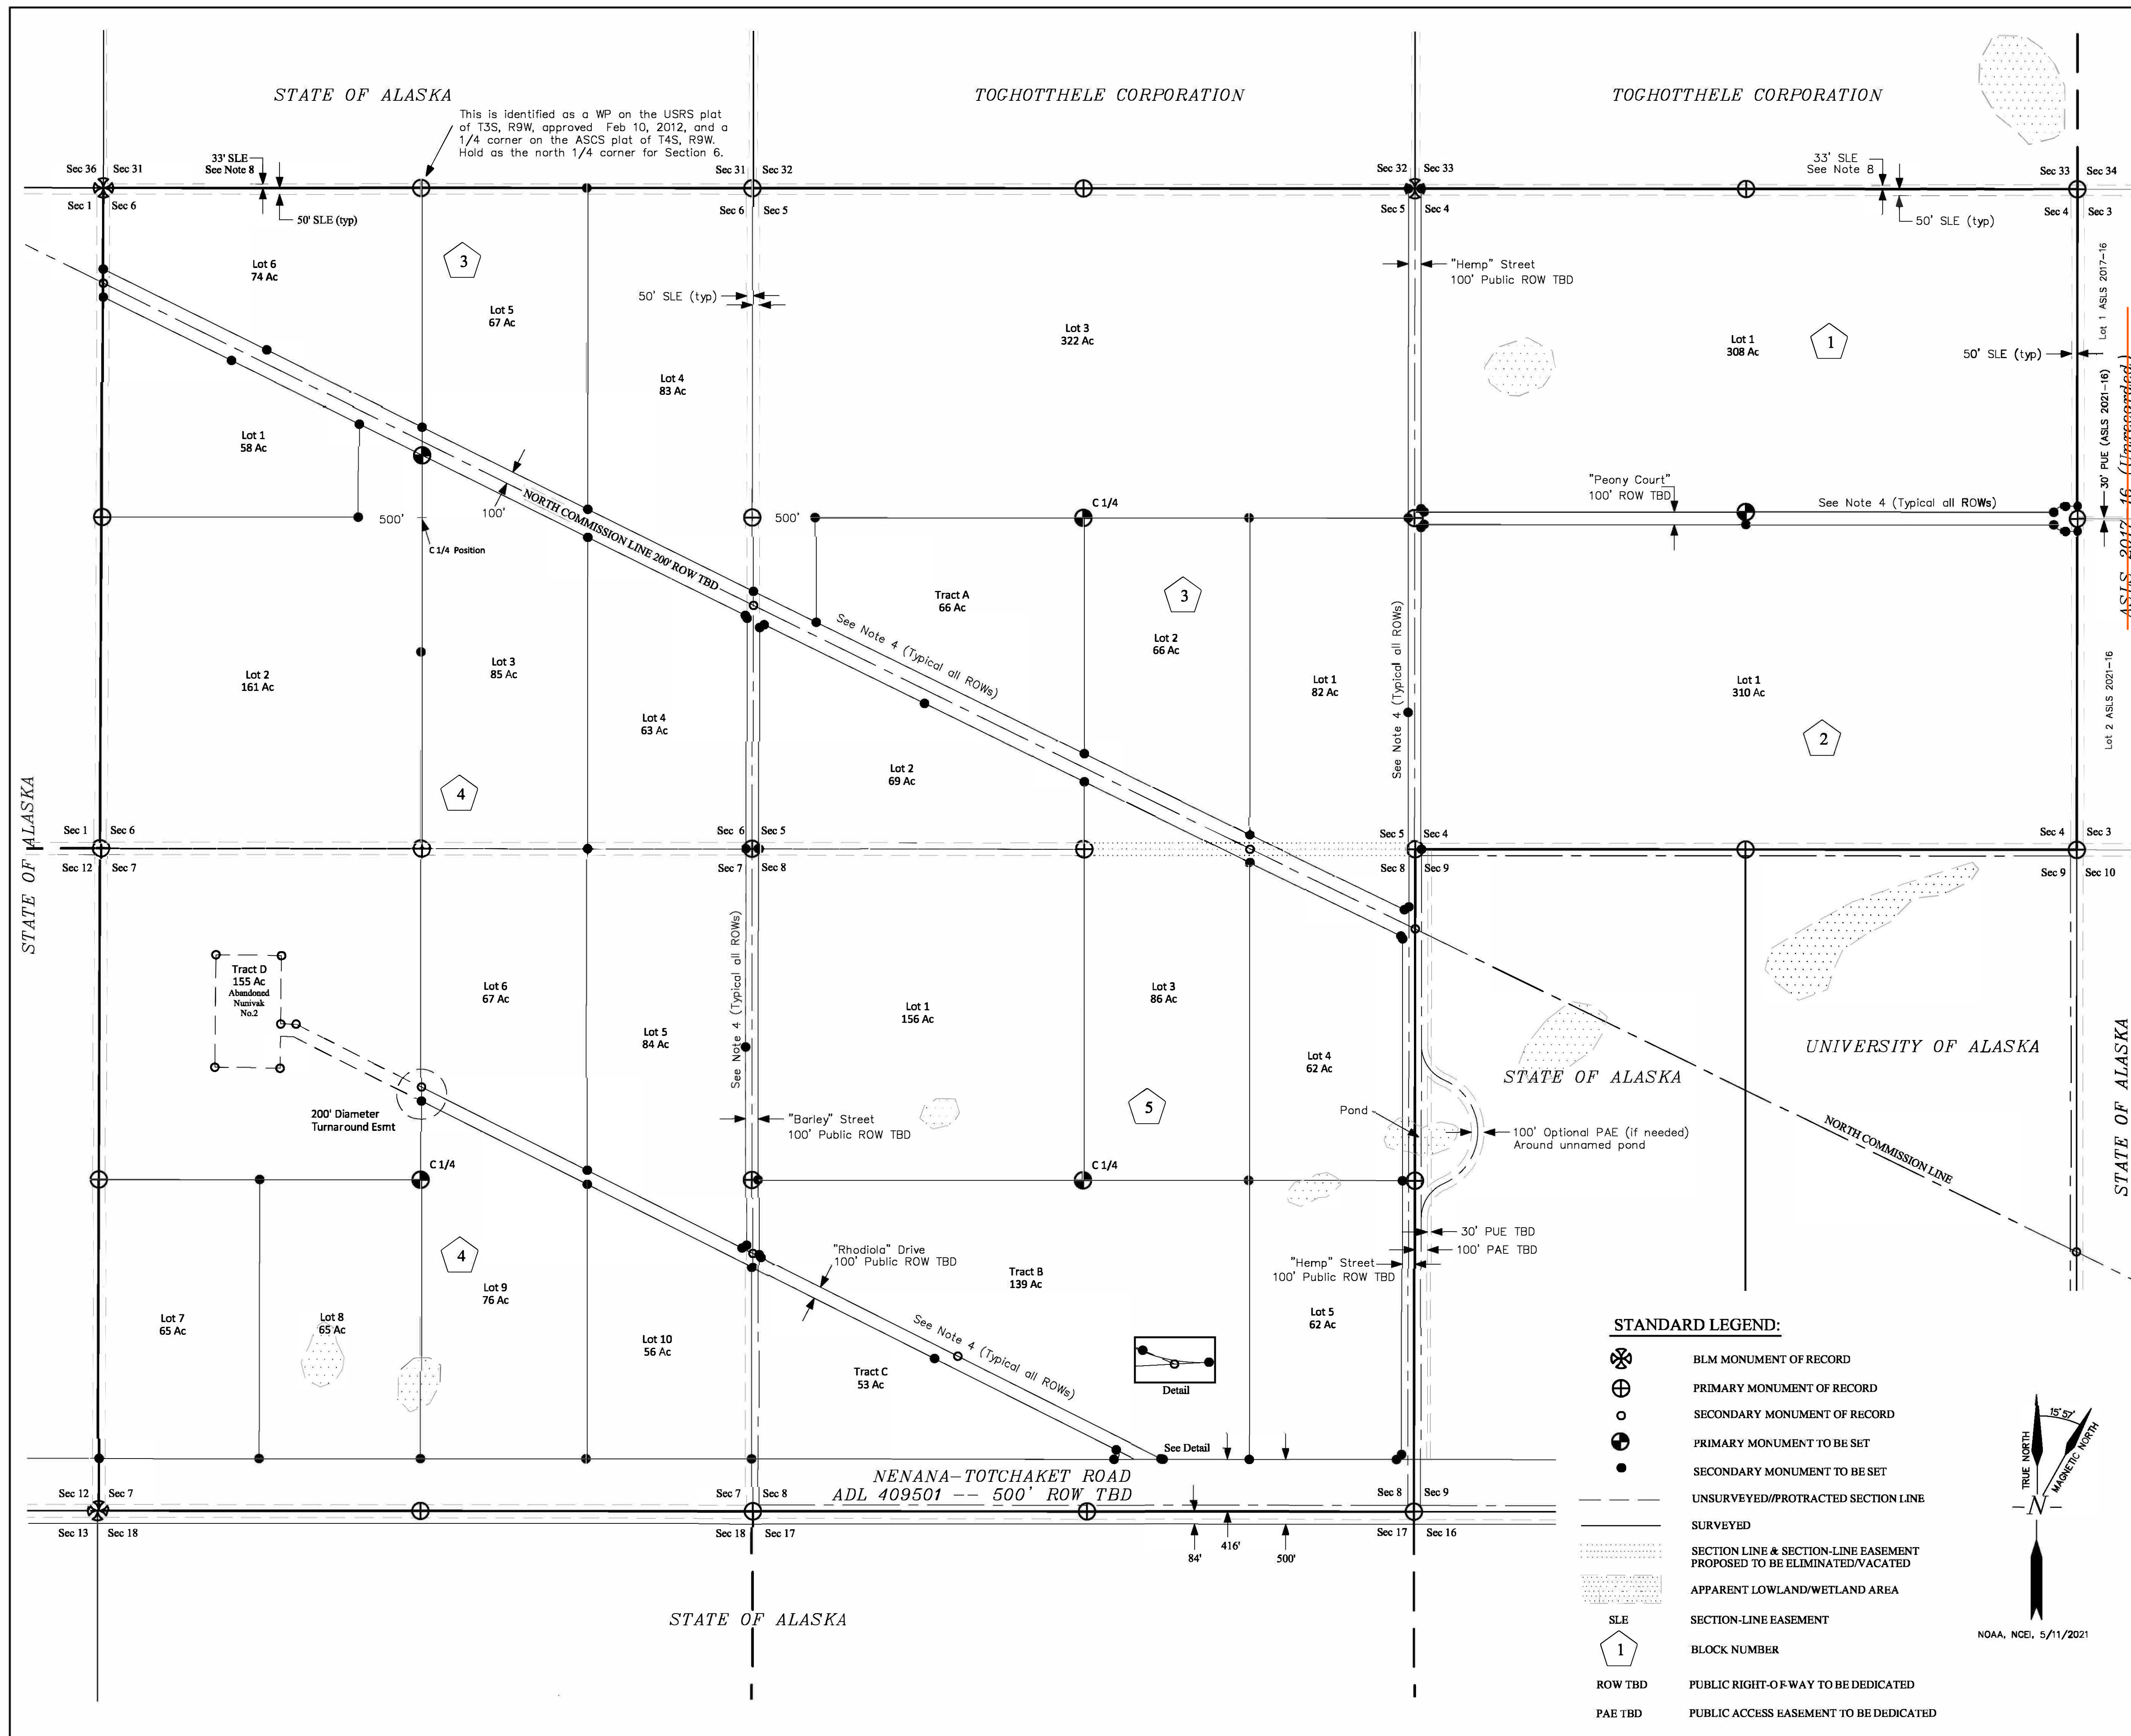 STATE OF ALASKA
TOGHOTTHELE CORPORATION
TOGHOTTHELE CORPORATION
This is identified as a WP on the USRS plat
of T3S, R9W, approved Feb 10, 2012, and a
1/4 corner on the ASCS plat of T4S, R9W.
Hold as the north 1/4 corner for Section 6.
Sec 36
Sec 31
33' SLE
See Note 8
Sec 31
Sec 32
Sec 32
Sec 33
33' SLE
See Note 8
Sec 33
Sec 34
Sec 1
Sec 6
50' SLE (typ)
Sec 6
Sec 5
Sec 5
Sec 4
50' SLE (typ)
Sec 4
Sec 3
Lot 6
74 Ac
3
Lot 5
67 Ac
50' SLE (typ)
Lot 3
322 Ac
"Hemp" Street
100' Public ROW TBD
Lot 1
308 Ac
1
50' SLE (typ)
Lot 1 ASLS 2017-16
30' PUE (ASLS 2021-16)
ASLS 2017-16 (Unrecorded)
Lot 4
83 Ac
Lot 1
58 Ac
500'
C 1/4 Position
100'
NORTH COMMISSION LINE 200' ROW TBD
500'
C 1/4
"Peony Court"
100' ROW TBD
See Note 4 (Typical all ROWs)
Tract A
66 Ac
3
Lot 2
66 Ac
See Note 4 (Typical all ROWs)
See Note 4 (Typical all ROWs)
Lot 2
161 Ac
Lot 3
85 Ac
Lot 4
63 Ac
Lot 1
82 Ac
Lot 1
310 Ac
2
Lot 2 ASLS 2021-16
4
Lot 2
69 Ac
STATE OF ALASKA
Sec 1
Sec 6
Sec 6
Sec 5
Sec 5
Sec 4
Sec 4
Sec 3
Sec 12
Sec 7
Sec 7
Sec 8
Sec 8
Sec 9
Sec 9
Sec 10
Tract D
155 Ac
Abandoned
Nunivak
No.2
Lot 6
67 Ac
Lot 5
84 Ac
See Note 4 (Typical all ROWs)
Lot 1
156 Ac
Lot 3
86 Ac
Lot 4
62 Ac
STATE OF ALASKA
UNIVERSITY OF ALASKA
STATE OF ALASKA
200' Diameter
Turnaround Esmt
"Barley" Street
100' Public ROW TBD
5
Pond
100' Optional PAE (if needed)
Around unnamed pond
NORTH COMMISSION LINE
C 1/4
C 1/4
4
Lot 9
76 Ac
"Rhodiola" Drive
100' Public ROW TBD
Tract B
139 Ac
30' PUE TBD
100' PAE TBD
"Hemp" Street
100' Public ROW TBD
Lot 7
65 Ac
Lot 8
65 Ac
Lot 10
56 Ac
Tract C
53 Ac
See Note 4 (Typical all ROWs)
Detail
Lot 5
62 Ac
See Detail
NENANA-TOTCHAKET ROAD
ADL 409501 -- 500' ROW TBD
Sec 12
Sec 7
Sec 7
Sec 8
Sec 8
Sec 9
Sec 13
Sec 18
Sec 18
Sec 17
Sec 17
Sec 16
84'
416'
500'
STATE OF ALASKA
STANDARD LEGEND:
BLM MONUMENT OF RECORD
PRIMARY MONUMENT OF RECORD
SECONDARY MONUMENT OF RECORD
PRIMARY MONUMENT TO BE SET
SECONDARY MONUMENT TO BE SET
UNSURVEYED//PROTRACTED SECTION LINE
SURVEYED
SECTION LINE & SECTION-LINE EASEMENT
PROPOSED TO BE ELIMINATED/VACATED
APPARENT LOWLAND/WETLAND AREA
SLE SECTION-LINE EASEMENT
1 BLOCK NUMBER
ROW TBD PUBLIC RIGHT-OF-WAY TO BE DEDICATED
PAE TBD PUBLIC ACCESS EASEMENT TO BE DEDICATED
15°57'
TRUE NORTH
MAGNETIC NORTH
N
NOAA, NCEI, 5/11/2021